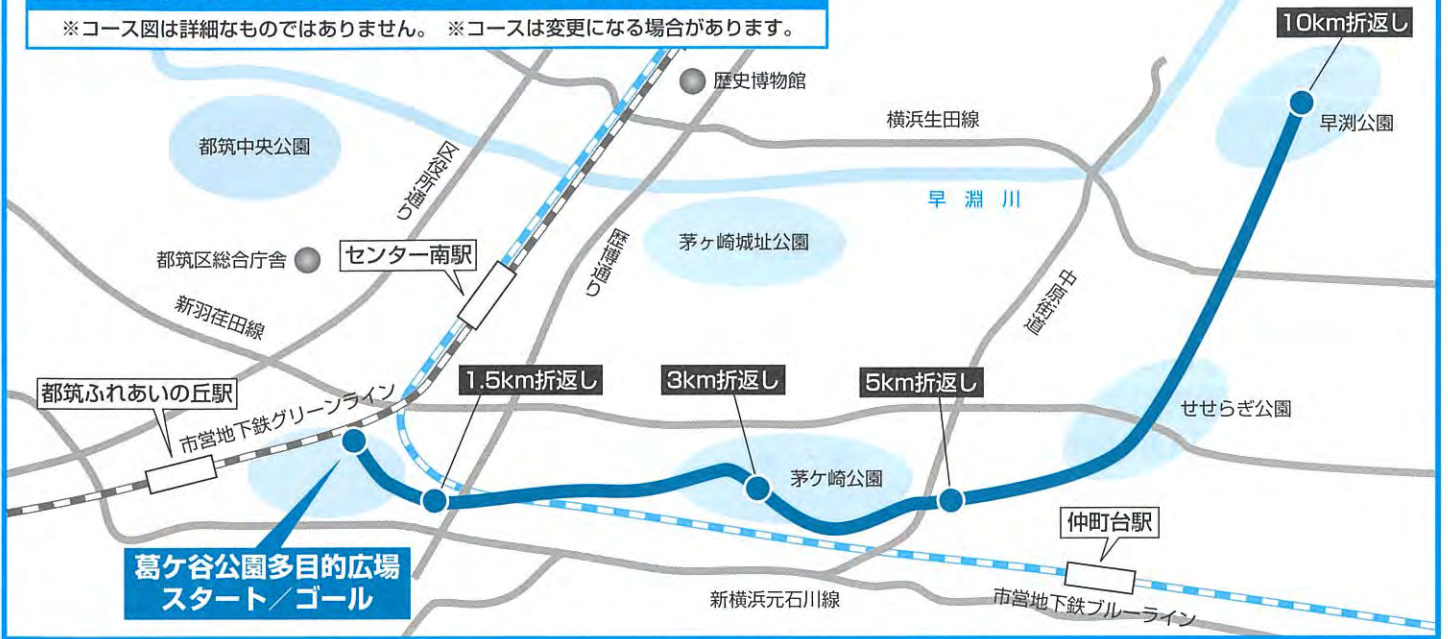 ※コース図は詳細なものではありません。 ※コースは変更になる場合があります。
10km折返し
歴史博物館
早渕公園
横浜生田線
都筑中央公園
区役所通り
早淵川
茅ヶ崎城址公園
歴博通り
センター南駅
都筑区総合庁舎
中原街道
新羽荏田線
都筑ふれあいの丘駅
市営地下鉄グリーンライン
1.5km折返し
3km折返し
5km折返し
せせらぎ公園
茅ケ崎公園
仲町台駅
葛ケ谷公園多目的広場
スタート/ゴール
新横浜元石川線
市営地下鉄ブルーライン